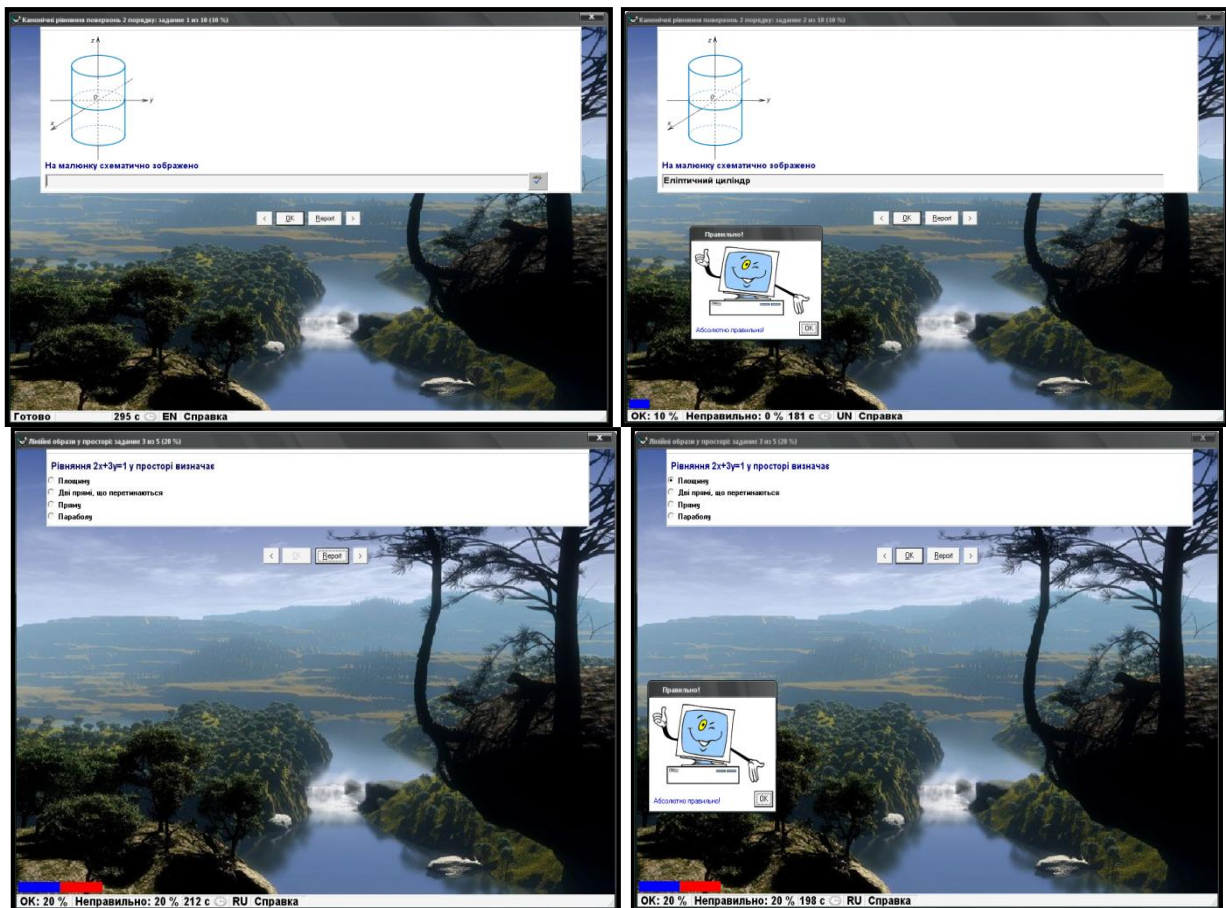 Канонічні рівняння поверхонь 2 порядку: задание 1 из 10 (10 %)
z
O
y
x
На малюнку схематично зображено
< OK Report >
Готово 295 с EN Справка
Канонічні рівняння поверхонь 2 порядку: задание 2 из 10 (10 %)
z
O
y
x
На малюнку схематично зображено
Еліптичний циліндр
< OK Report >
Правильно!
Абсолютно правильно!
OK
OK: 10 % Неправильно: 0 % 181 с UN Справка
Лінійні образи у просторі: задание 3 из 5 (20 %)
Рівняння 2x+3y=1 у просторі визначає
Площину
Дві прямі, що перетинаються
Пряму
Параболу
< OK Report >
OK: 20 % Неправильно: 20 % 212 с RU Справка
Лінійні образи у просторі: задание 3 из 5 (20 %)
Рівняння 2x+3y=1 у просторі визначає
Площину
Дві прямі, що перетинаються
Пряму
Параболу
< OK Report >
Правильно!
Абсолютно правильно!
OK
OK: 20 % Неправильно: 20 % 198 с RU Справка